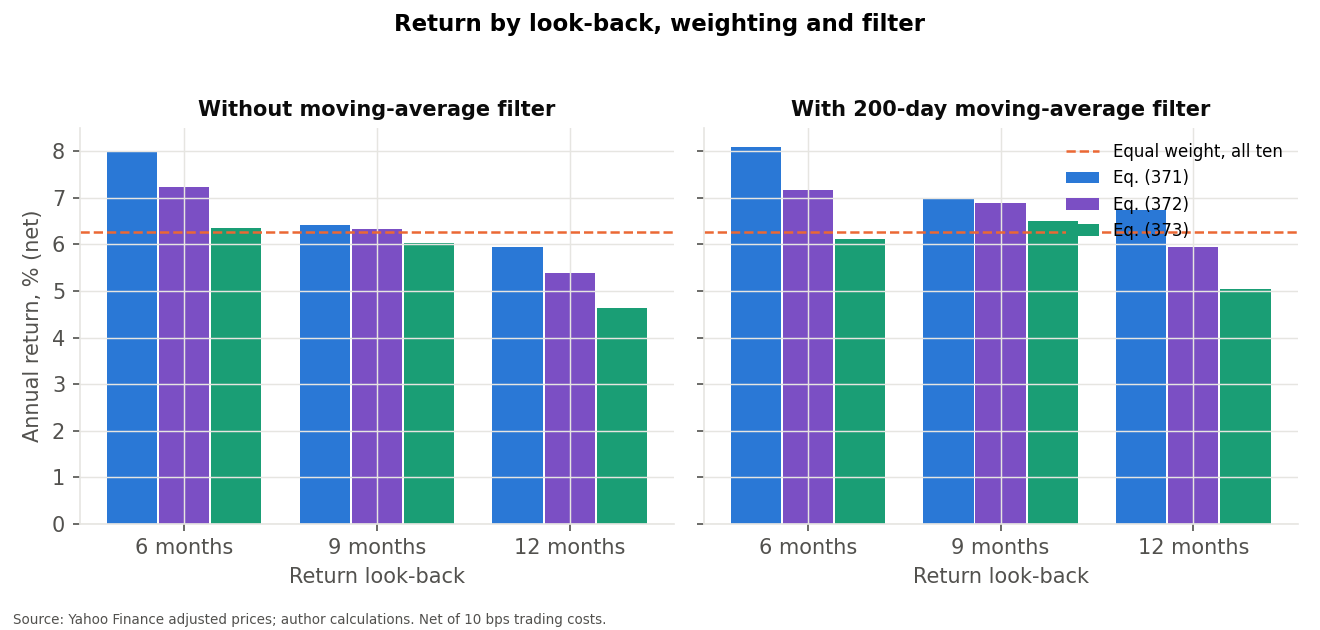 Return by look-back, weighting and filter
Without moving-average filter
Annual return, % (net)
8
7
6
5
4
3
2
1
0
6 months
9 months
12 months
Return look-back
With 200-day moving-average filter
Equal weight, all ten
Eq. (371)
Eq. (372)
Eq. (373)
6 months
9 months
12 months
Return look-back
Source: Yahoo Finance adjusted prices; author calculations. Net of 10 bps trading costs.